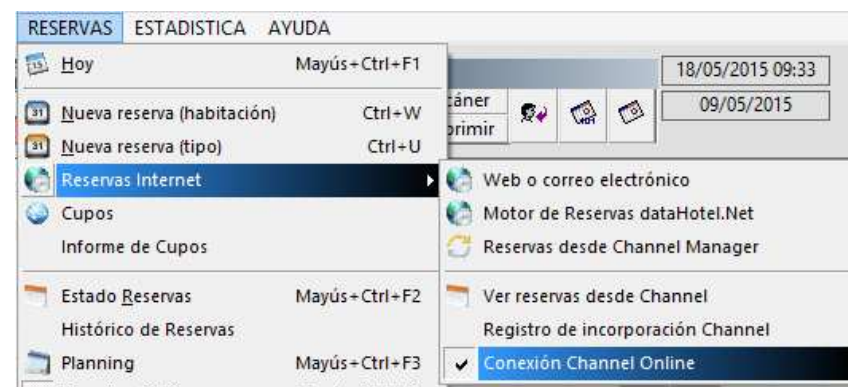 RESERVAS ESTADISTICA AYUDA
Hoy Mayús+Ctrl+F1
18/05/2015 09:33
09/05/2015
Nueva reserva (habitación) Ctrl+W
Nueva reserva (tipo) Ctrl+U
Reservas Internet
Web o correo electrónico
Cupos
Motor de Reservas dataHotel.Net
Informe de Cupos
Reservas desde Channel Manager
Estado Reservas Mayús+Ctrl+F2
Ver reservas desde Channel
Histórico de Reservas
Registro de incorporación Channel
Planning Mayús+Ctrl+F3
Conexión Channel Online